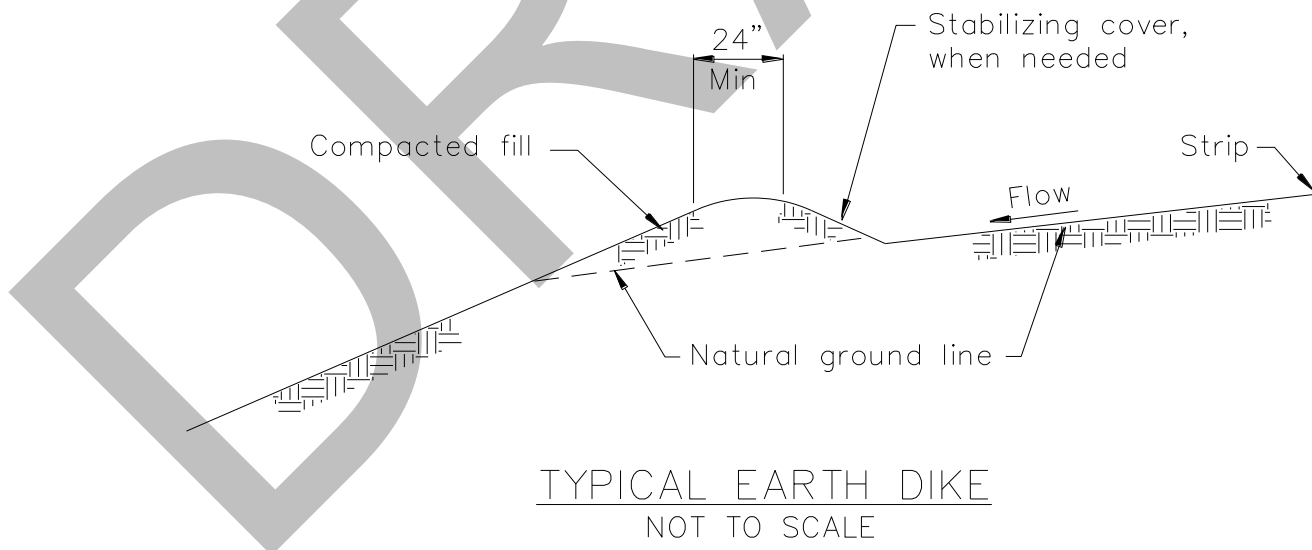 24"
Min
Stabilizing cover,
when needed
Compacted fill
Strip
Flow
Natural ground line
TYPICAL EARTH DIKE
NOT TO SCALE